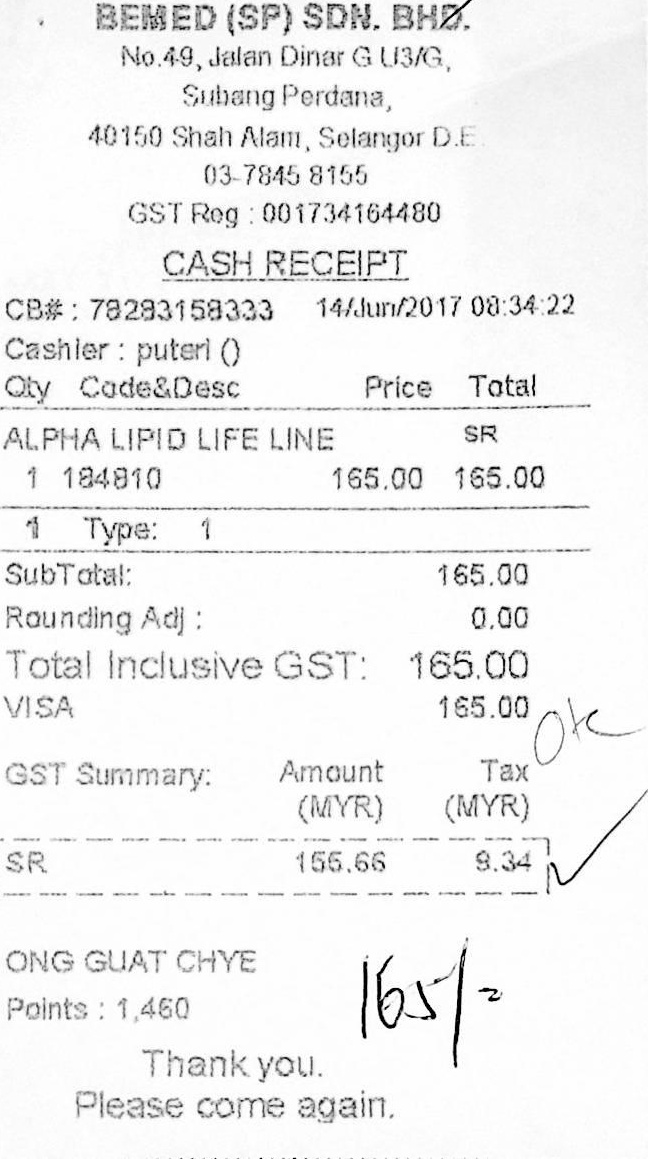 BEMED (SP) SDN. BHD.
No.49, Jalan Dinar G U3/G,
Subang Perdana,
40150 Shah Alam, Selangor D.E
03-7845 8155
GST Reg : 001734164480
CASH RECEIPT
CB# : 78283158333 14/Jun/2017 08:34:22
Cashier : puteri ()
Qty Code&Desc Price Total
ALPHA LIPID LIFE LINE SR
1 184810 165.00 165.00
1 Type: 1
SubTotal: 165.00
Rounding Adj : 0.00
Total Inclusive GST: 165.00
VISA 165.00
Ok
GST Summary: Amount Tax
(MYR) (MYR)
SR 155.66 9.34
ONG GUAT CHYE
165/=
Points : 1,460
Thank you.
Please come again.